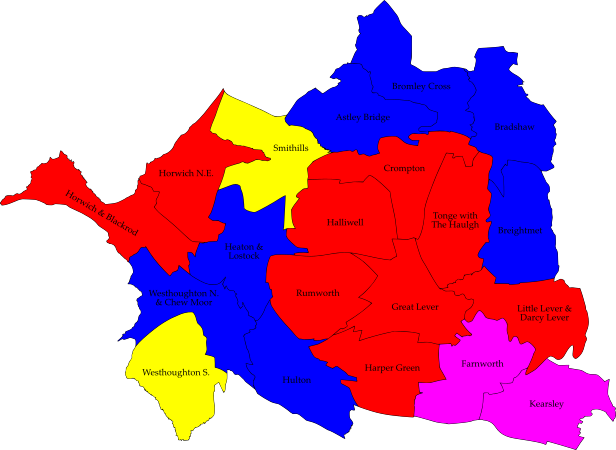 Bromley Cross
Astley Bridge
Bradshaw
Smithills
Crompton
Horwich N.E.
Horwich & Blackrod
Halliwell
Tonge with
The Haulgh
Breightmet
Heaton &
Lostock
Westhoughton N.
& Chew Moor
Rumworth
Great Lever
Little Lever &
Darcy Lever
Westhoughton S.
Hulton
Harper Green
Farnworth
Kearsley